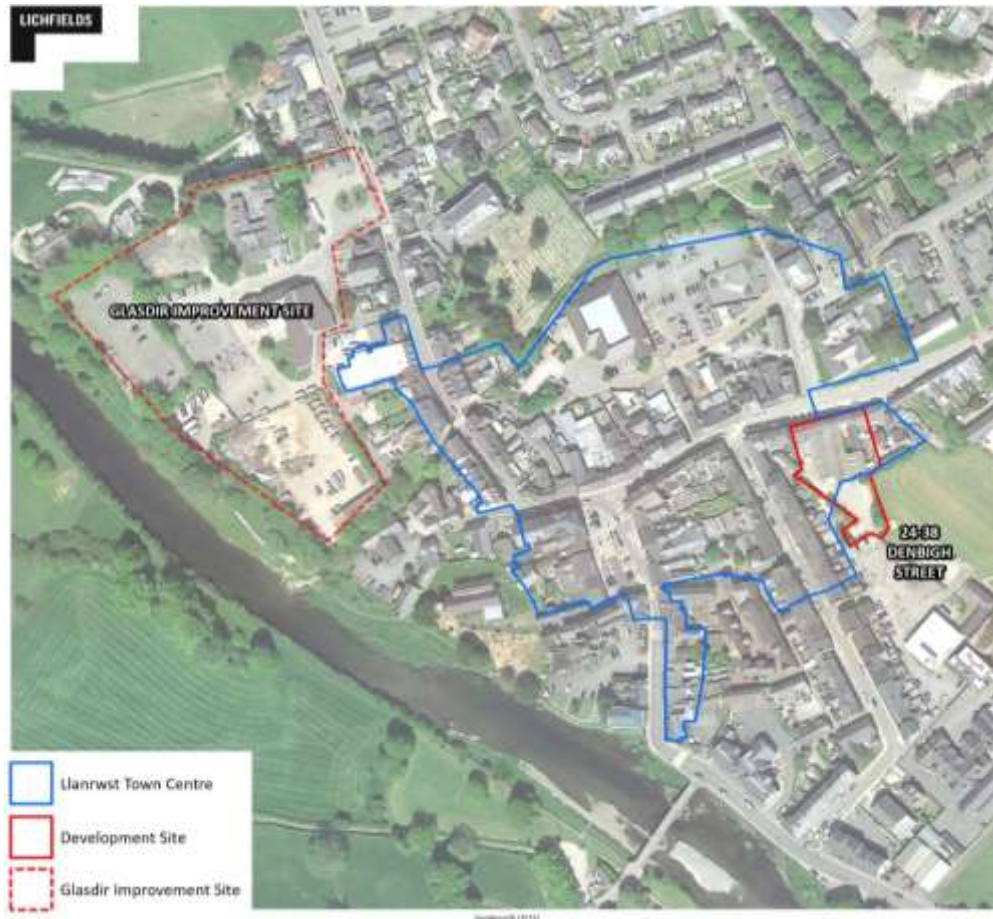 LICHFIELDS
GLASDIR IMPROVEMENT SITE
24-38
DENBIGH
STREET
Llanrwst Town Centre
Development Site
Glasdir Improvement Site